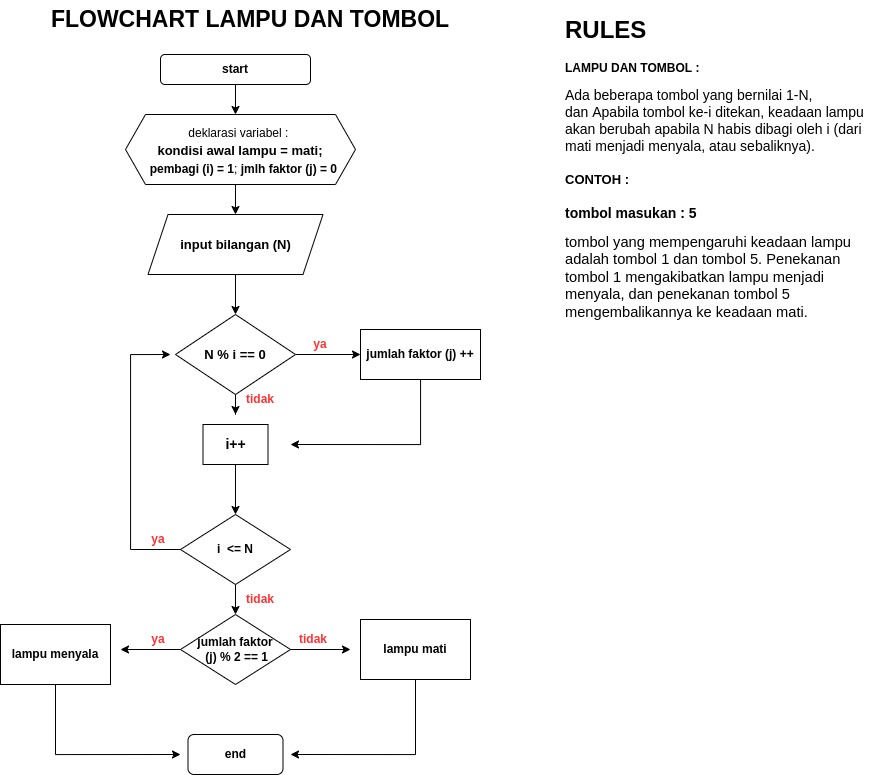 FLOWCHART LAMPU DAN TOMBOL
start
deklarasi variabel :
kondisi awal lampu = mati;
pembagi (i) = 1; jmlh faktor (j) = 0
input bilangan (N)
N % i == 0
ya
jumlah faktor (j) ++
tidak
i++
ya
i <= N
tidak
lampu menyala
ya
jumlah faktor
(j) % 2 == 1
tidak
lampu mati
end
RULES
LAMPU DAN TOMBOL :
Ada beberapa tombol yang bernilai 1-N,
dan Apabila tombol ke-i ditekan, keadaan lampu
akan berubah apabila N habis dibagi oleh i (dari
mati menjadi menyala, atau sebaliknya).
CONTOH :
tombol masukan : 5
tombol yang mempengaruhi keadaan lampu
adalah tombol 1 dan tombol 5. Penekanan
tombol 1 mengakibatkan lampu menjadi
menyala, dan penekanan tombol 5
mengembalikannya ke keadaan mati.